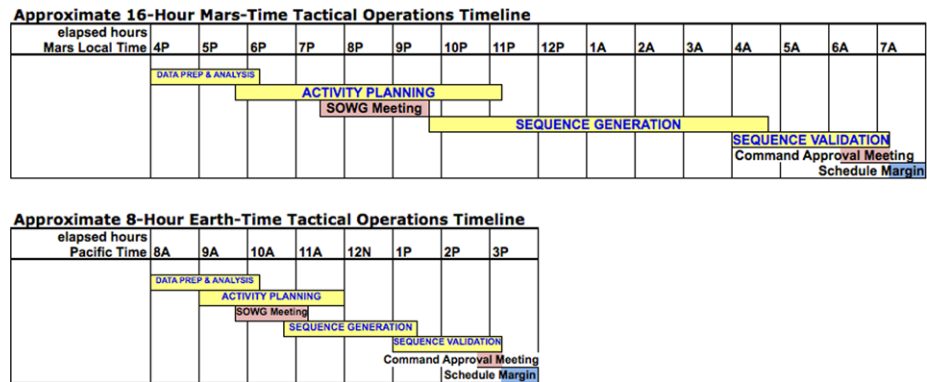 Approximate 16-Hour Mars-Time Tactical Operations Timeline
elapsed hours
Mars Local Time 4P 5P 6P 7P 8P 9P 10P 11P 12P 1A 2A 3A 4A 5A 6A 7A
DATA PREP & ANALYSIS
ACTIVITY PLANNING
SOWG Meeting
SEQUENCE GENERATION
SEQUENCE VALIDATION
Command Approval Meeting
Schedule Margin
Approximate 8-Hour Earth-Time Tactical Operations Timeline
elapsed hours
Pacific Time 8A 9A 10A 11A 12N 1P 2P 3P
DATA PREP & ANALYSIS
ACTIVITY PLANNING
SOWG Meeting
SEQUENCE GENERATION
SEQUENCE VALIDATION
Command Approval Meeting
Schedule Margin